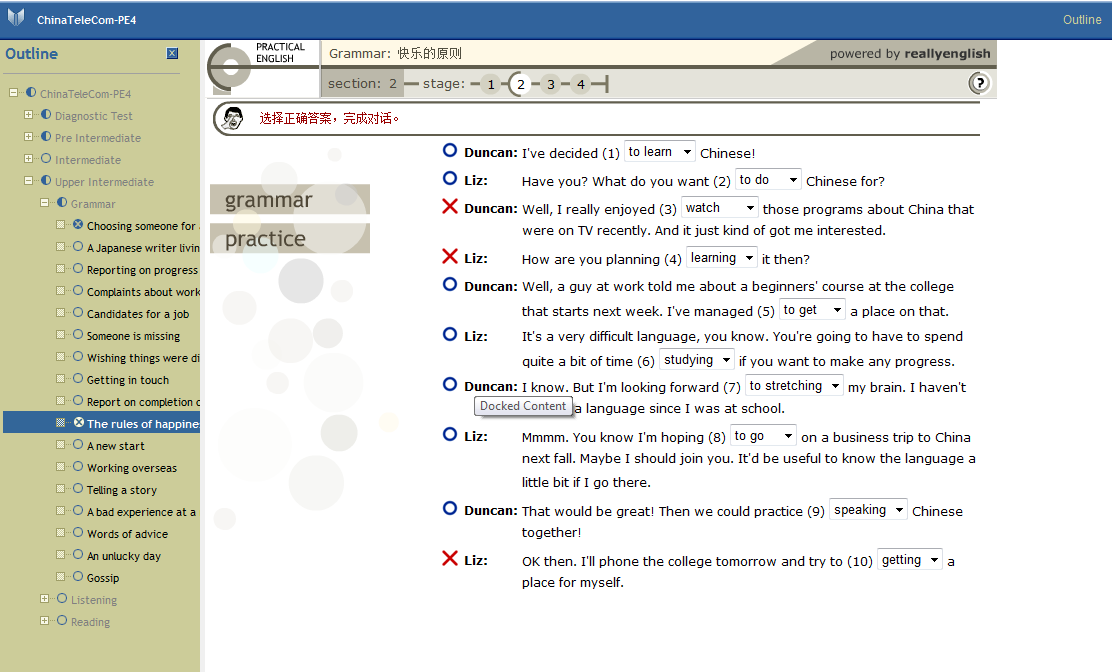 ChinaTeleCom-PE4
Outline
Outline
ChinaTeleCom-PE4
Diagnostic Test
Pre Intermediate
Intermediate
Upper Intermediate
Grammar
Choosing someone for
A Japanese writer livin
Reporting on progress
Complaints about work
Candidates for a job
Someone is missing
Wishing things were di
Getting in touch
Report on completion o
The rules of happine
A new start
Working overseas
Telling a story
A bad experience at a
Words of advice
An unlucky day
Gossip
Listening
Reading
PRACTICAL
ENGLISH
Grammar: 快乐的原则
powered by reallyenglish
section: 2 stage: 1 2 3 4
?
选择正确答案，完成对话。
grammar
practice
Duncan: I've decided (1) to learn Chinese!
Liz: Have you? What do you want (2) to do Chinese for?
Duncan: Well, I really enjoyed (3) watch those programs about China that
were on TV recently. And it just kind of got me interested.
Liz: How are you planning (4) learning it then?
Duncan: Well, a guy at work told me about a beginners' course at the college
that starts next week. I've managed (5) to get a place on that.
Liz: It's a very difficult language, you know. You're going to have to spend
quite a bit of time (6) studying if you want to make any progress.
Duncan: I know. But I'm looking forward (7) to stretching my brain. I haven't
Docked Content a language since I was at school.
Liz: Mmmm. You know I'm hoping (8) to go on a business trip to China
next fall. Maybe I should join you. It'd be useful to know the language a
little bit if I go there.
Duncan: That would be great! Then we could practice (9) speaking Chinese
together!
Liz: OK then. I'll phone the college tomorrow and try to (10) getting a
place for myself.